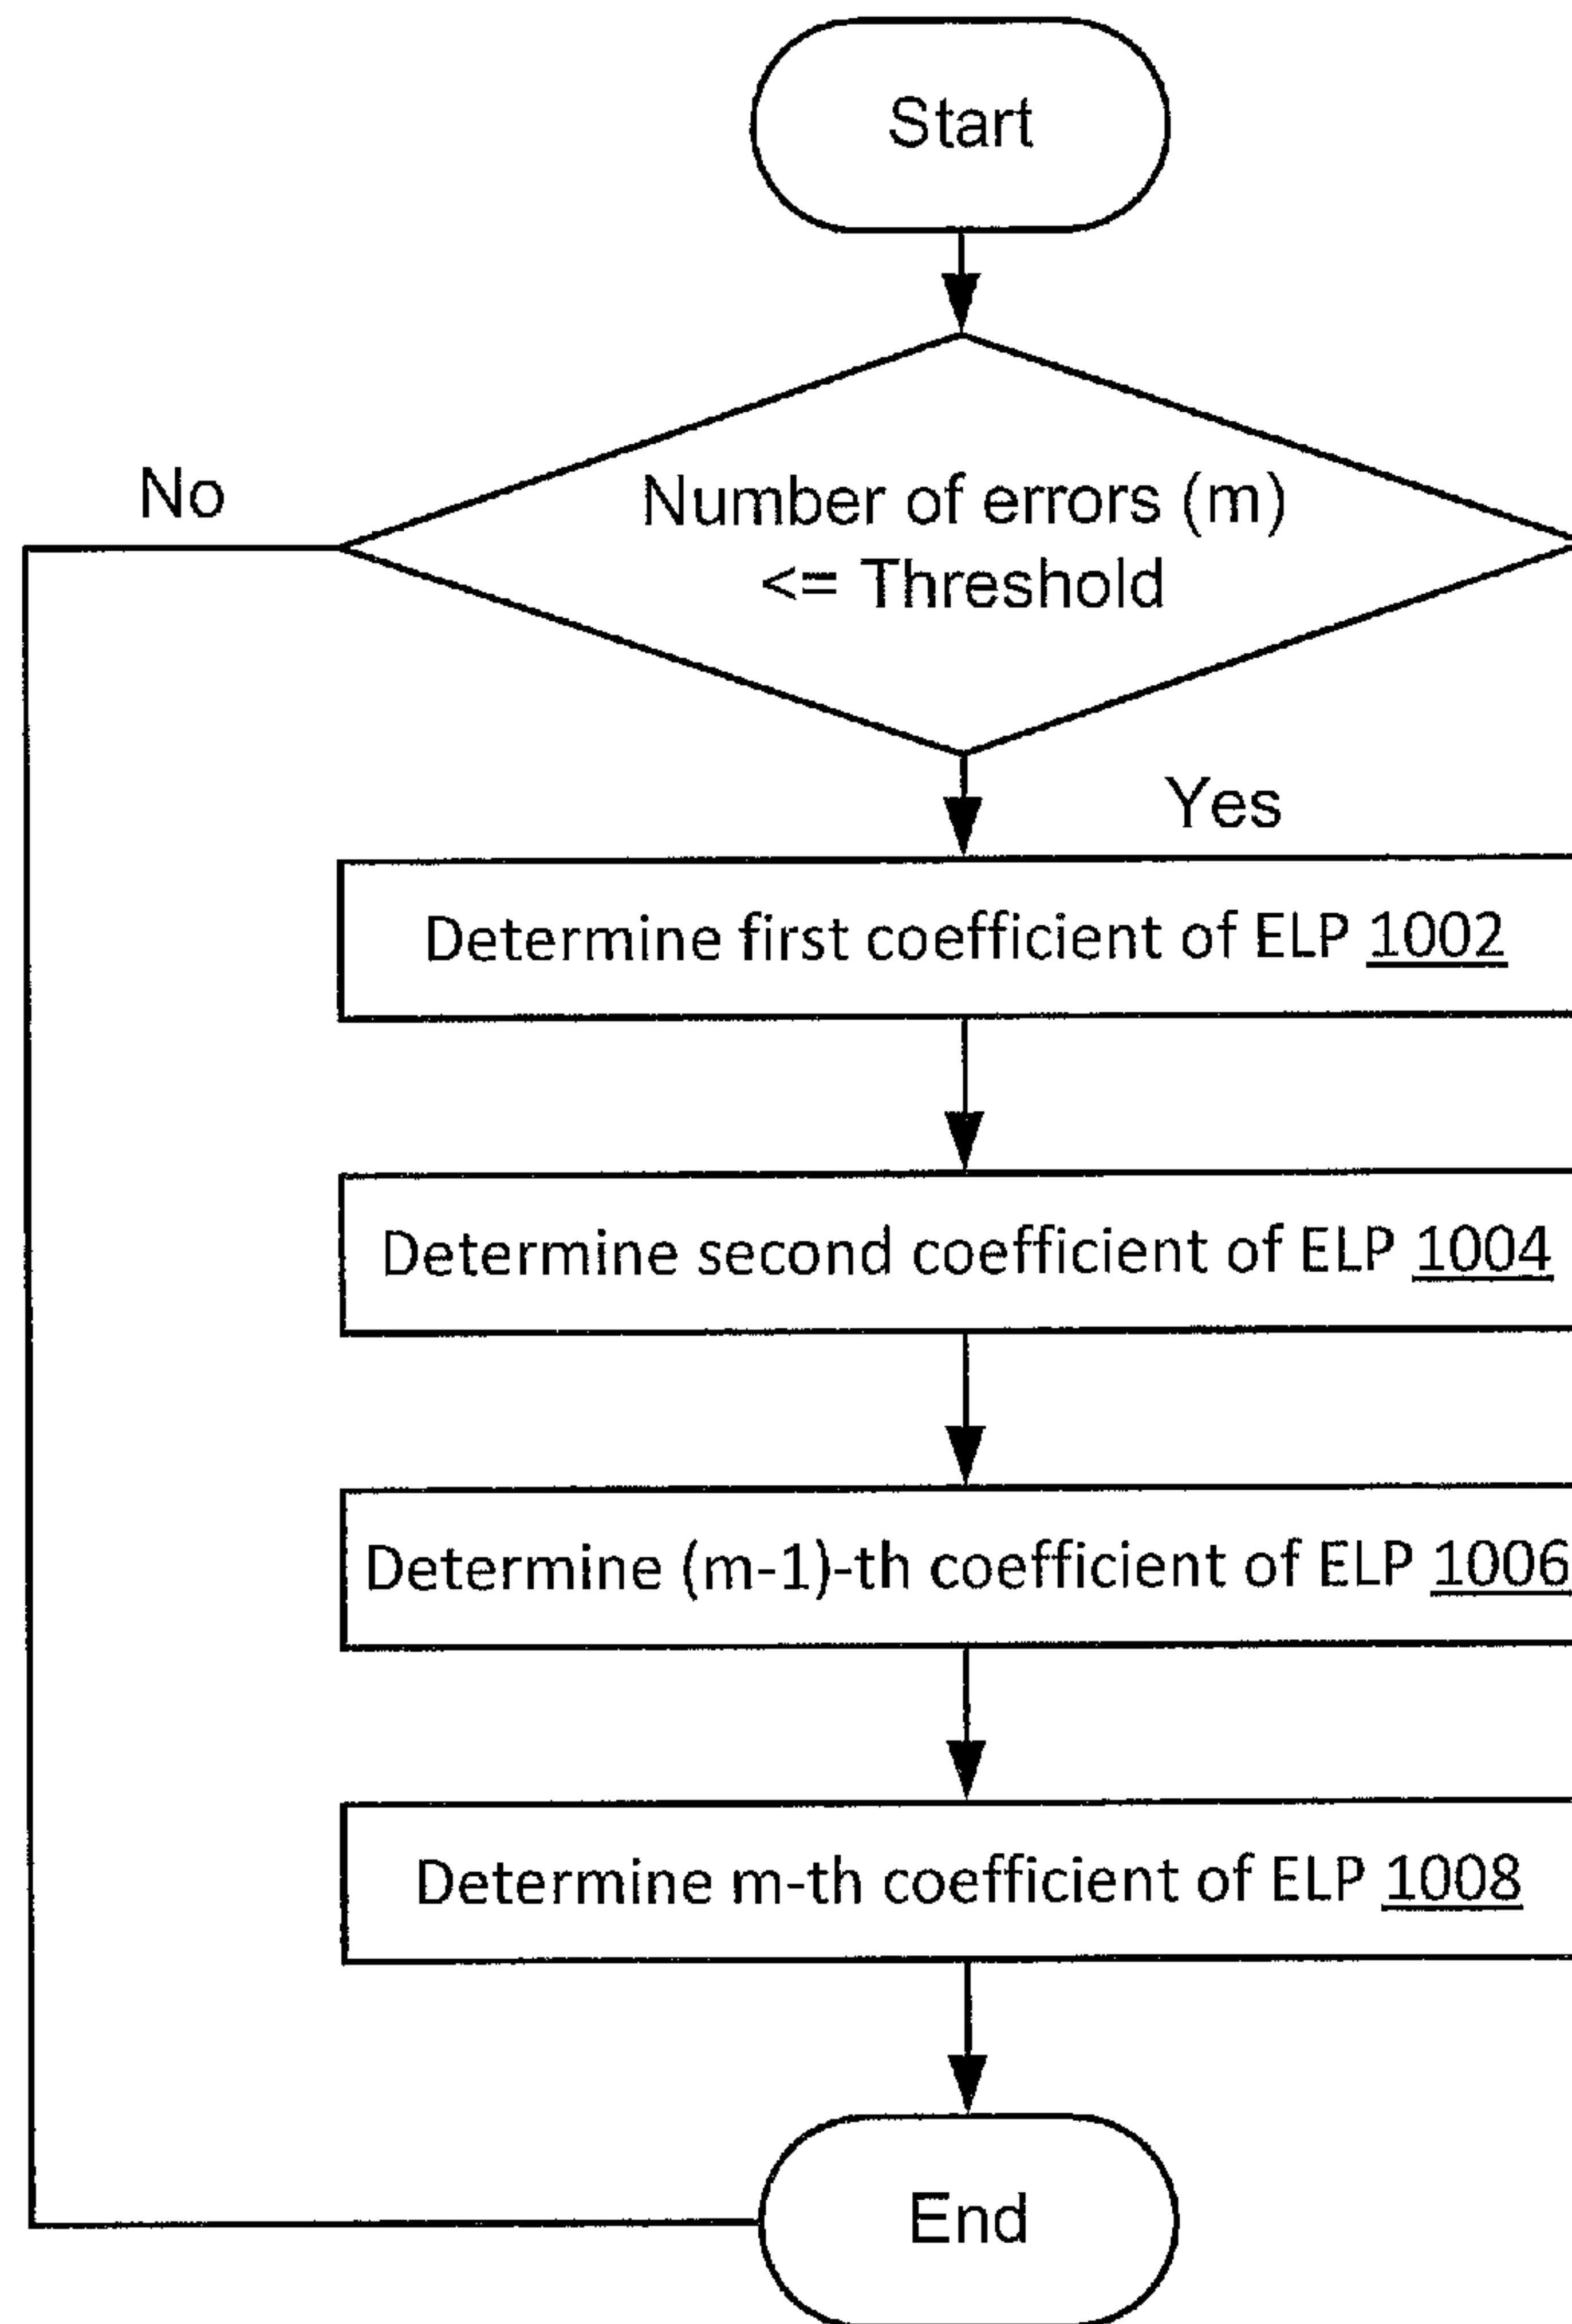 Start
No
Number of errors (m)
<= Threshold
Yes
Determine first coefficient of ELP 1002
Determine second coefficient of ELP 1004
Determine (m-1)-th coefficient of ELP 1006
Determine m-th coefficient of ELP 1008
End